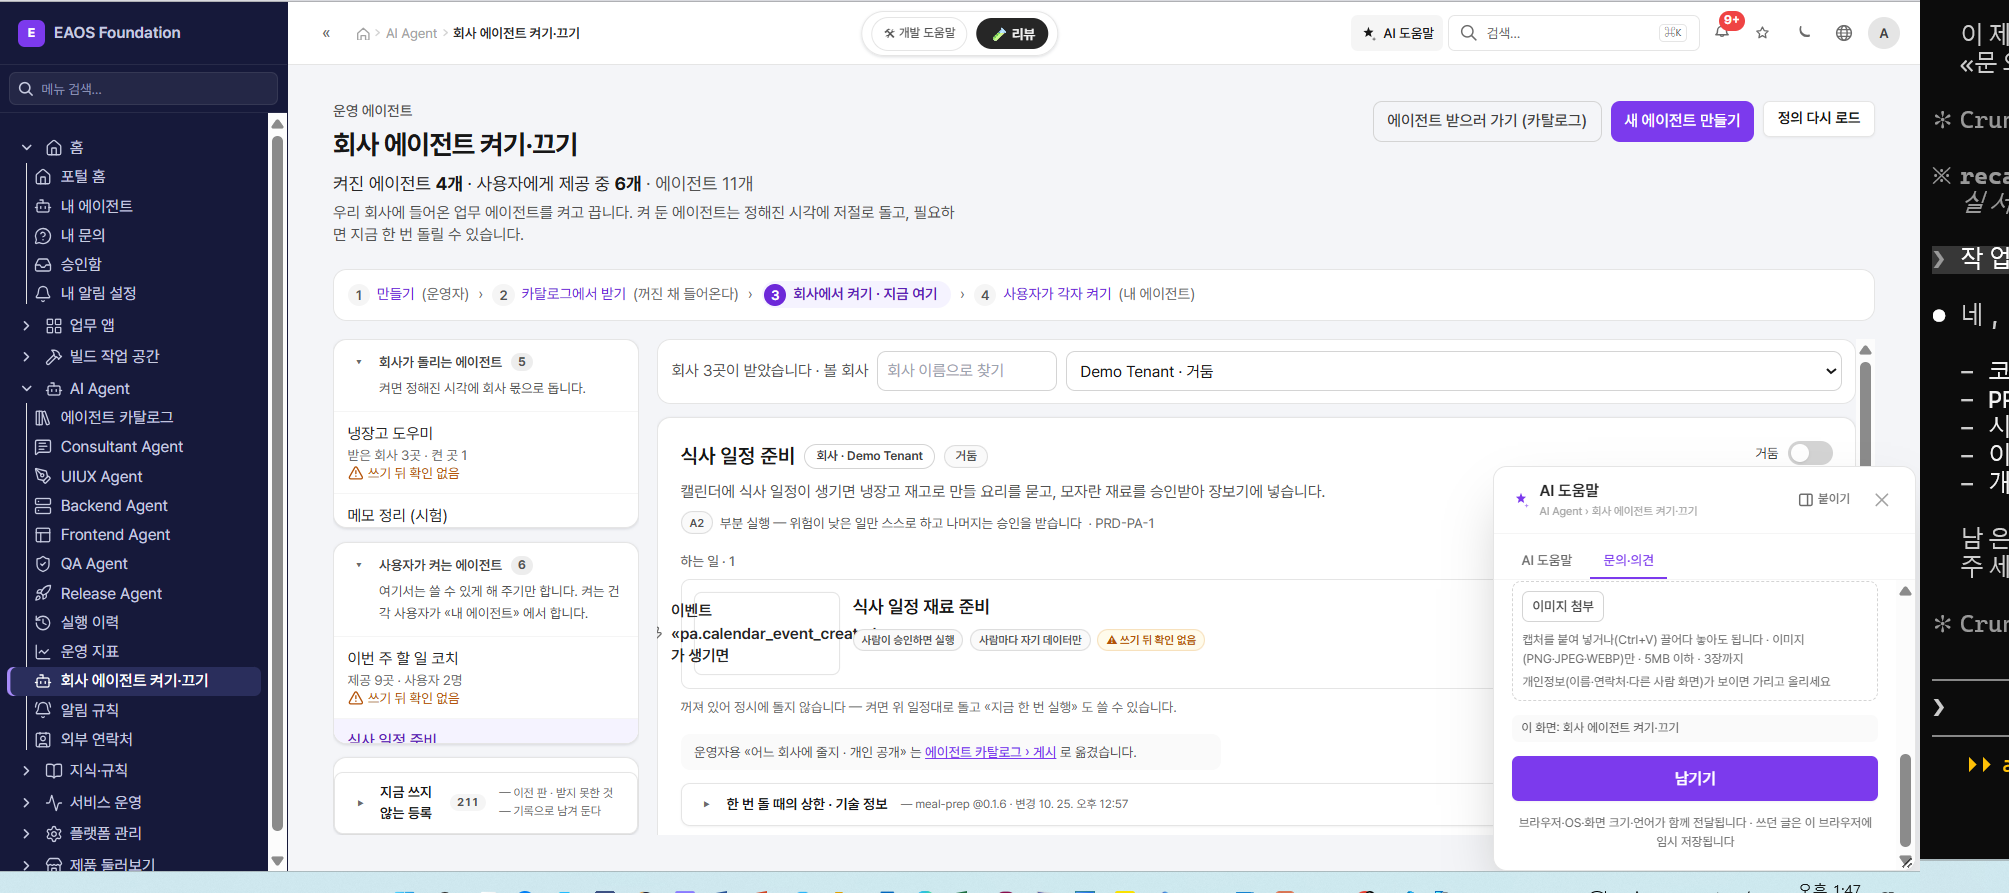 E EAOS Foundation
메뉴 검색...
홈
포털 홈
내 에이전트
내 문의
승인함
내 알림 설정
업무 앱
빌드 작업 공간
AI Agent
에이전트 카탈로그
Consultant Agent
UIUX Agent
Backend Agent
Frontend Agent
QA Agent
Release Agent
실행 이력
운영 지표
회사 에이전트 켜기·끄기
알림 규칙
외부 연락처
지식·규칙
서비스 운영
플랫폼 관리
제품 둘러보기
« AI Agent › 회사 에이전트 켜기·끄기
개발 도움말
리뷰
AI 도움말
검색... ⌘K
9+
A
운영 에이전트
회사 에이전트 켜기·끄기
켜진 에이전트 4개 · 사용자에게 제공 중 6개 · 에이전트 11개
우리 회사에 들어온 업무 에이전트를 켜고 끕니다. 켜 둔 에이전트는 정해진 시각에 저절로 돌고, 필요하
면 지금 한 번 돌릴 수 있습니다.
에이전트 받으러 가기 (카탈로그)
새 에이전트 만들기
정의 다시 로드
1 만들기 (운영자) › 2 카탈로그에서 받기 (꺼진 채 들어온다) › 3 회사에서 켜기 · 지금 여기 › 4 사용자가 각자 켜기 (내 에이전트)
회사가 돌리는 에이전트 5
켜면 정해진 시각에 회사 몫으로 돕니다.
냉장고 도우미
받은 회사 3곳 · 켠 곳 1
쓰기 뒤 확인 없음
메모 정리 (시험)
사용자가 켜는 에이전트 6
여기서는 쓸 수 있게 해 주기만 합니다. 켜는 건
각 사용자가 «내 에이전트» 에서 합니다.
이번 주 할 일 코치
제공 9곳 · 사용자 2명
쓰기 뒤 확인 없음
식사 일정 준비
지금 쓰지
않는 등록
211
— 이전 판 · 받지 못한 것
— 기록으로 남겨 둔다
회사 3곳이 받았습니다 · 볼 회사
회사 이름으로 찾기
Demo Tenant · 거둠
식사 일정 준비 회사 · Demo Tenant 거둠
거둠
캘린더에 식사 일정이 생기면 냉장고 재고로 만들 요리를 묻고, 모자란 재료를 승인받아 장보기에 넣습니다.
A2 부분 실행 — 위험이 낮은 일만 스스로 하고 나머지는 승인을 받습니다 · PRD-PA-1
하는 일 · 1
이벤트
«pa.calendar_event_create
가 생기면
식사 일정 재료 준비
사람이 승인하면 실행 사람마다 자기 데이터만 쓰기 뒤 확인 없음
꺼져 있어 정시에 돌지 않습니다 — 켜면 위 일정대로 돌고 «지금 한 번 실행» 도 쓸 수 있습니다.
운영자용 «어느 회사에 줄지 · 개인 공개» 는 에이전트 카탈로그 › 게시 로 옮겼습니다.
한 번 돌 때의 상한 · 기술 정보 — meal-prep @0.1.6 · 변경 10. 25. 오후 12:57
AI 도움말
AI Agent › 회사 에이전트 켜기·끄기
붙이기
AI 도움말
문의·의견
이미지 첨부
캡처를 붙여 넣거나(Ctrl+V) 끌어다 놓아도 됩니다 · 이미지
(PNG·JPEG·WEBP)만 · 5MB 이하 · 3장까지
개인정보(이름·연락처·다른 사람 화면)가 보이면 가리고 올리세요
이 화면: 회사 에이전트 켜기·끄기
남기기
브라우저·OS·화면 크기·언어가 함께 전달됩니다 · 쓰던 글은 이 브라우저에
임시 저장됩니다
이 제
«문 의
Crun
※ reca
실 서
❯ 작 업
네 ,
– 코
– PR
– 시
– 이
– 개
남 은
주 세
Crun
❯
오후 1:47